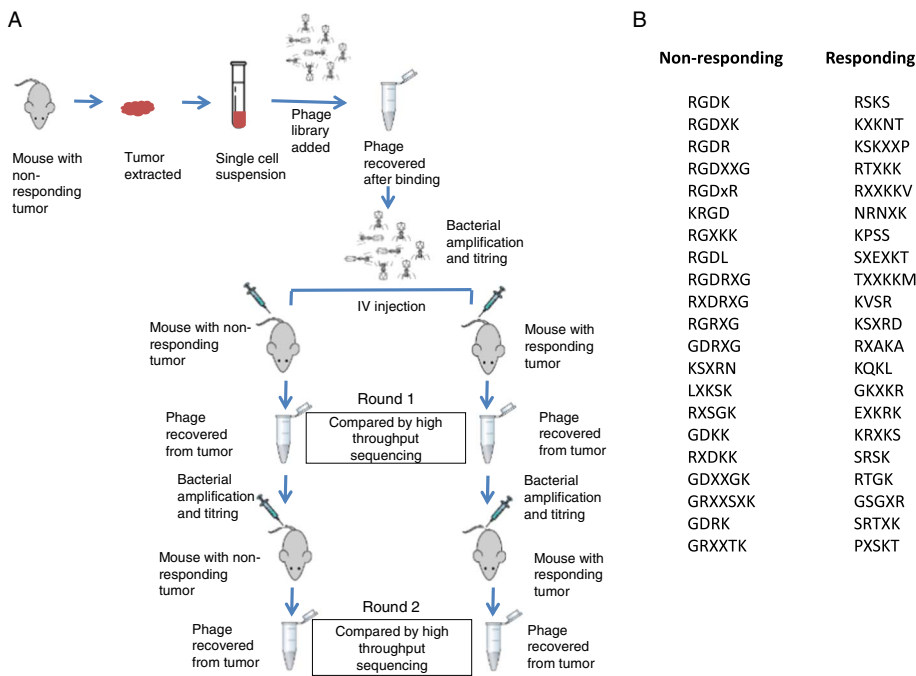 A
Phage
library
added
Mouse with
non-
responding
tumor
Tumor
extracted
Single cell
suspension
Phage
recovered
after binding
Bacterial
amplification
and titring
IV injection
Mouse with non-
responding
tumor
Mouse with
responding
tumor
Round 1
Phage
recovered
from tumor
Compared by high
throughput
sequencing
Phage
recovered
from tumor
Bacterial
amplification
and titring
Bacterial
amplification
and titring
Mouse with non-
responding
tumor
Mouse with
responding
tumor
Round 2
Phage
recovered
from tumor
Compared by high
throughput
sequencing
Phage
recovered
from tumor
B
Non-responding Responding
RGDK RSKS
RGDXK KXKNT
RGDR KSKXXP
RGDXXG RTXKK
RGDxR RXXKKV
KRGD NRNXK
RGXKK KPSS
RGDL SXEXKT
RGDRXG TXXKKM
RXDRXG KVSR
RGRXG KSXRD
GDRXG RXAKA
KSXRN KQKL
LXKSK GKXKR
RXSGK EXKRK
GDKK KRXKS
RXDKK SRSK
GDXXGK RTGK
GRXXSXK GSGXR
GDRK SRTXK
GRXXTK PXSKT